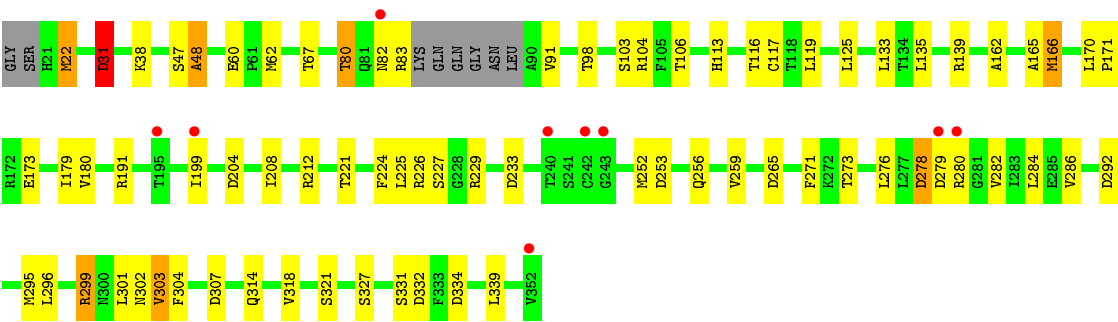 GLY SER H21 M22 D31 K38 S47 A48 E60 P61 M62 T67 T80 Q81 N82 R83 LYS GLN GLN GLY ASN LEU A90 V91 T98 S103 R104 F105 T106 H113 T116 C117 T118 L119 L125 L133 T134 L135 R139 A162 A165 M166 L170 P171
R172 E173 I179 V180 R191 T195 I199 D204 I208 R212 T221 F224 L225 R226 S227 G228 R229 D233 T240 S241 C242 G243 M252 D253 Q256 V259 D265 F271 K272 T273 L276 L277 D278 D279 R280 G281 V282 I283 L284 E285 V286 D292
M295 L296 R299 N300 L301 N302 V303 F304 D307 Q314 V318 S321 S327 S331 D332 F333 D334 L339 V352